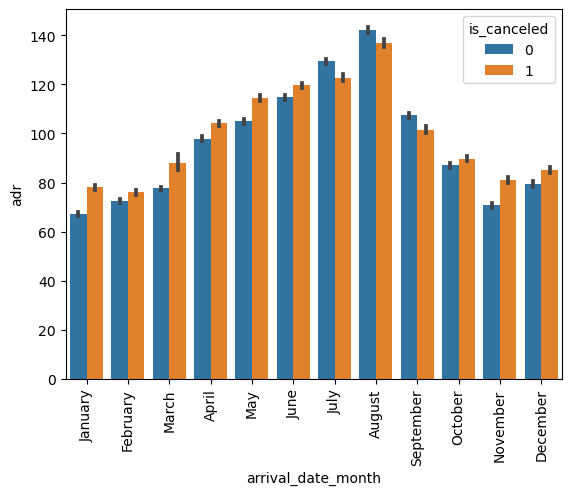 is_canceled
0
1
adr
140
120
100
80
60
40
20
0
January
February
March
April
May
June
July
August
September
October
November
December
arrival_date_month